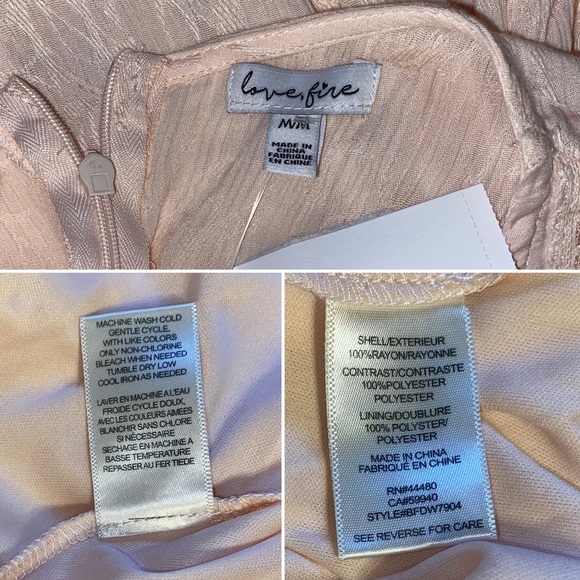 love, fire
M/M
MADE IN
CHINA
FABRIQUE
EN CHINE
MACHINE WASH COLD
GENTLE CYCLE,
WITH LIKE COLORS
ONLY NON-CHLORINE
BLEACH WHEN NEEDED
TUMBLE DRY LOW
COOL IRON AS NEEDED
LAVER EN MACHINE A L'EAU
FROIDE CYCLE DOUX,
AVEC LES COULEURS AIMEES
BLANCHIR SANS CHLORE
SI NÉCESSAIRE
SECHAGE EN MACHINE A
BASSE TEMPERATURE
REPASSER AU FER TIEDE
SHELL/EXTERIEUR
100%RAYON/RAYONNE
CONTRAST/CONTRASTE
100%POLYESTER
POLYESTER
LINING/DOUBLURE
100% POLYESTER/
POLYESTER
MADE IN CHINA
FABRIQUÉ EN CHINE
RN#44480
CA#59940
STYLE#BFDW7904
SEE REVERSE FOR CARE